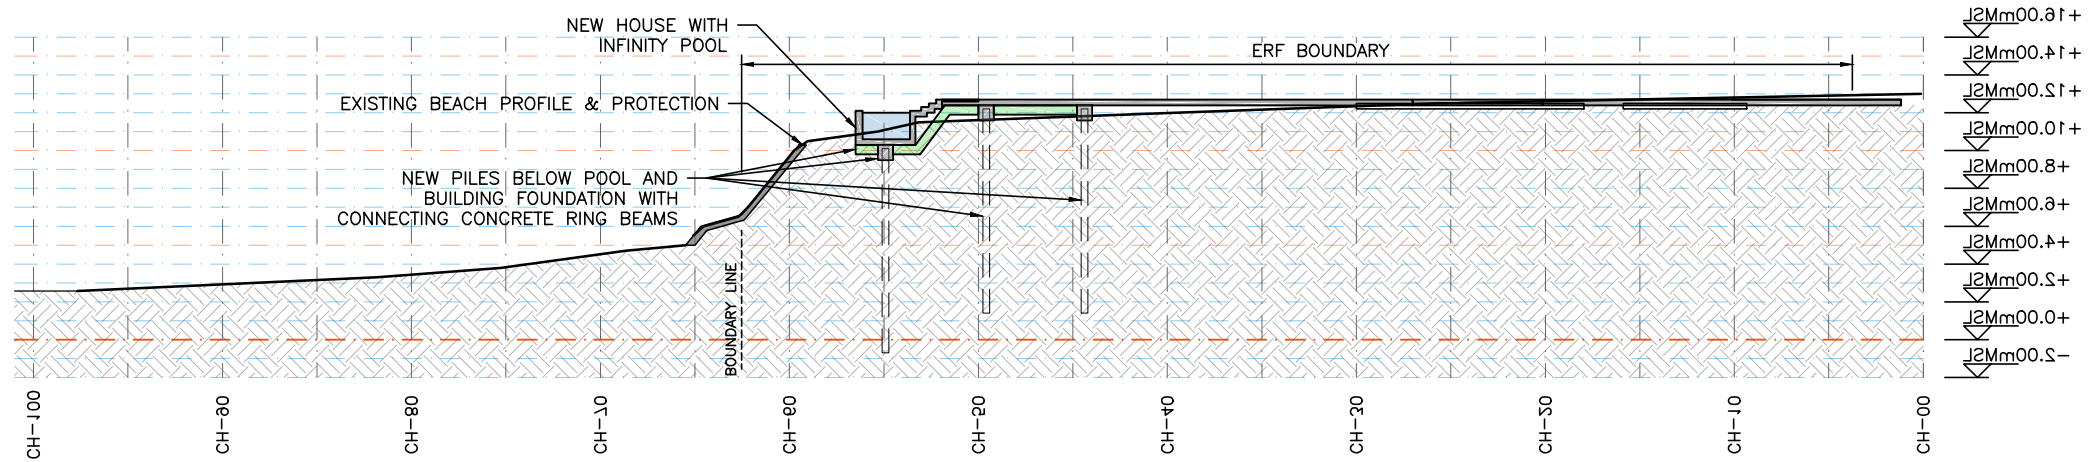 NEW HOUSE WITH
INFINITY POOL
ERF BOUNDARY
EXISTING BEACH PROFILE & PROTECTION
NEW PILES BELOW POOL AND
BUILDING FOUNDATION WITH
CONNECTING CONCRETE RING BEAMS
BOUNDARY LINE
+16.00mMSL
+14.00mMSL
+12.00mMSL
+10.00mMSL
+8.00mMSL
+6.00mMSL
+4.00mMSL
+2.00mMSL
+0.00mMSL
-2.00mMSL
CH-100
CH-90
CH-80
CH-70
CH-60
CH-50
CH-40
CH-30
CH-20
CH-10
CH-00